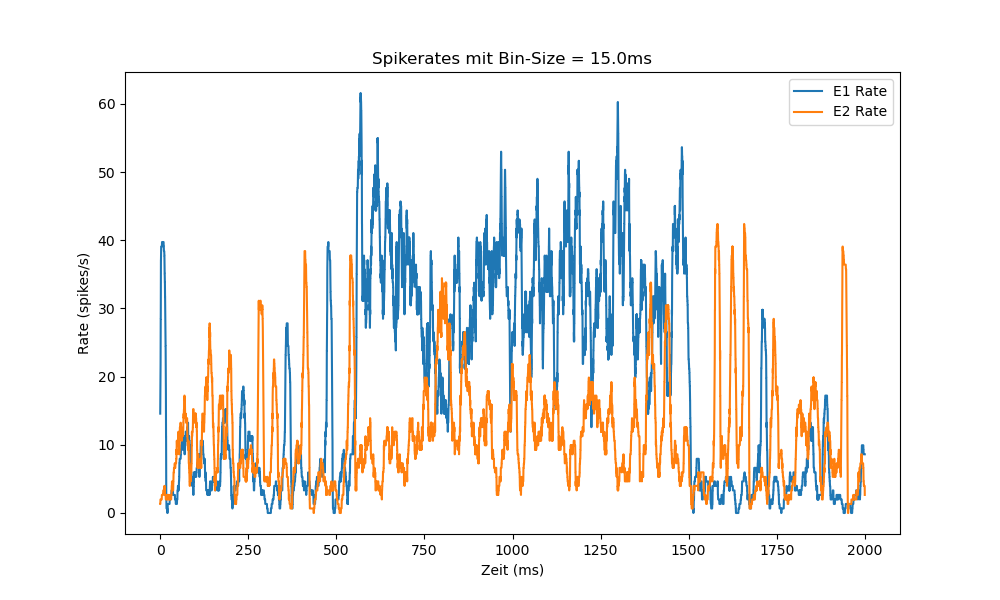 Spikerates mit Bin-Size = 15.0ms
E1 Rate
E2 Rate
60
50
40
30
20
10
0
Rate (spikes/s)
0 250 500 750 1000 1250 1500 1750 2000
Zeit (ms)